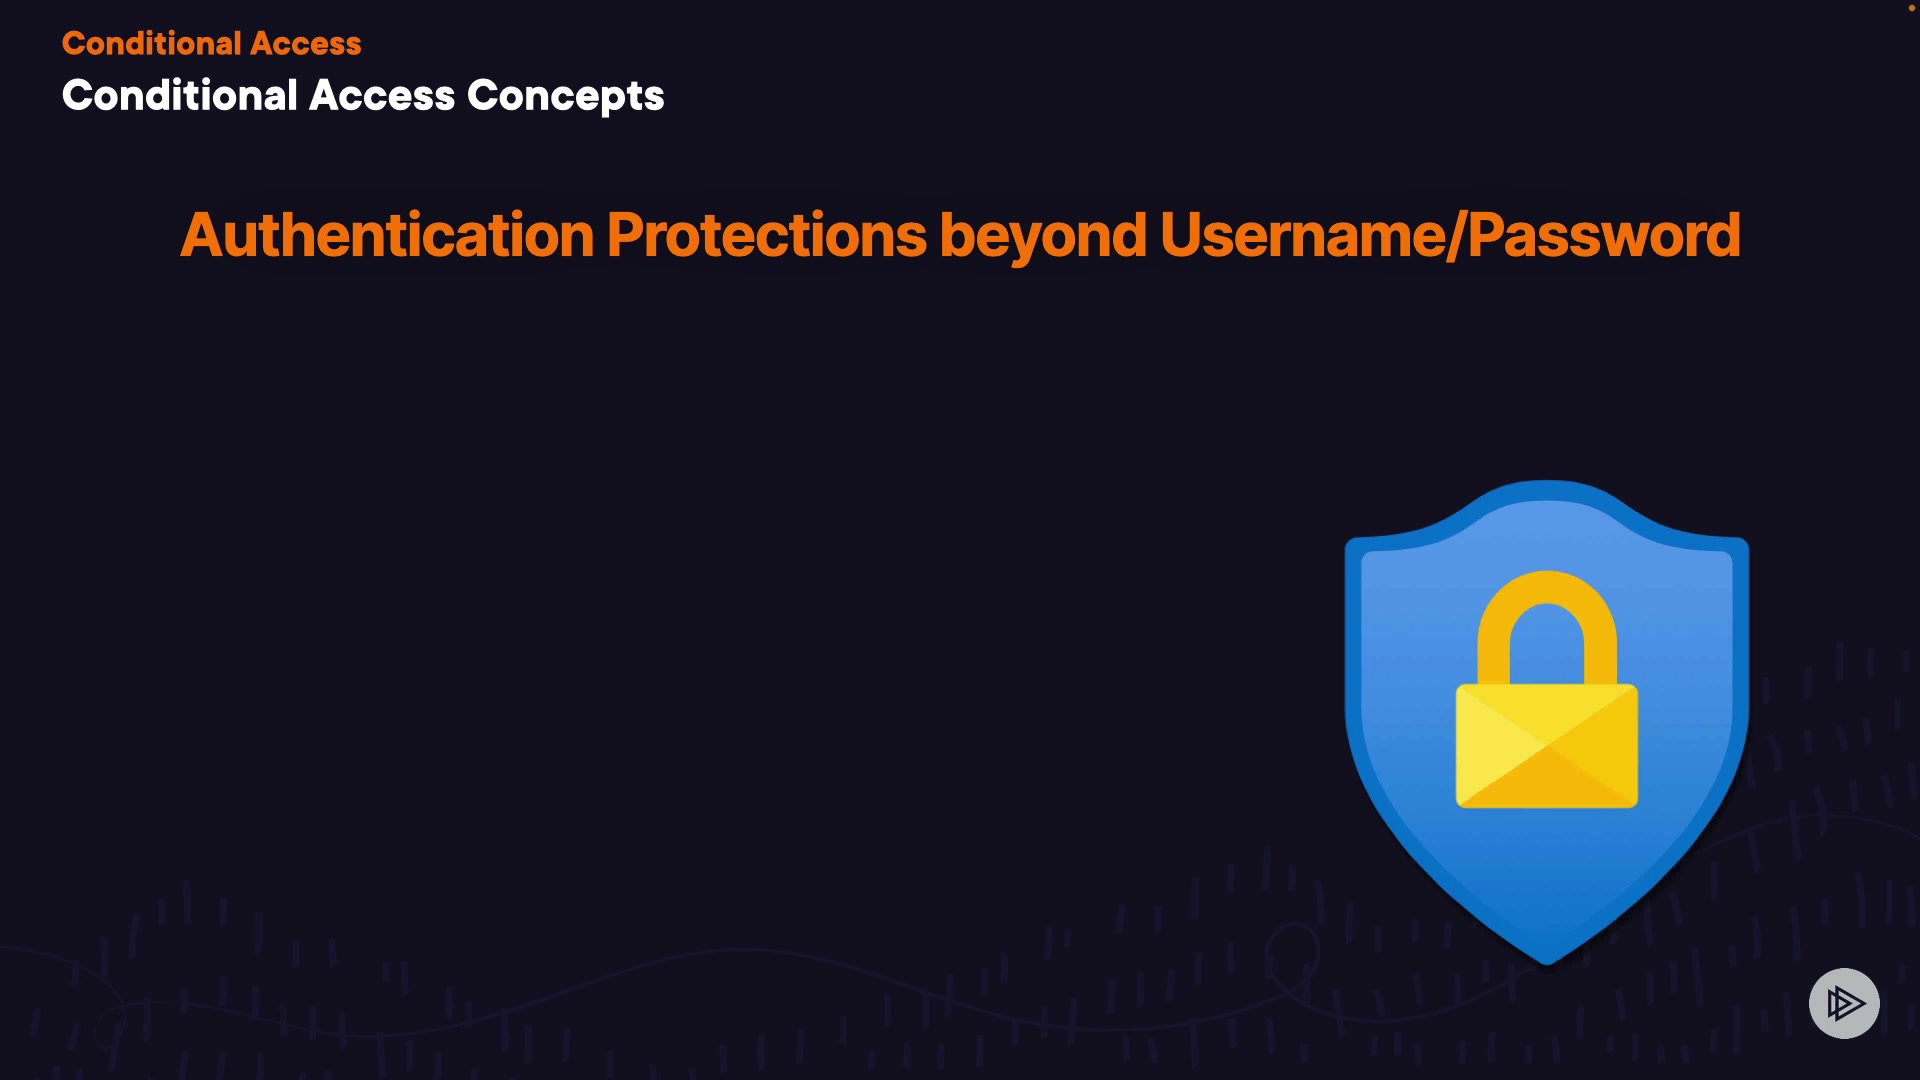 Conditional Access
Conditional Access Concepts
Authentication Protections beyond Username/Password